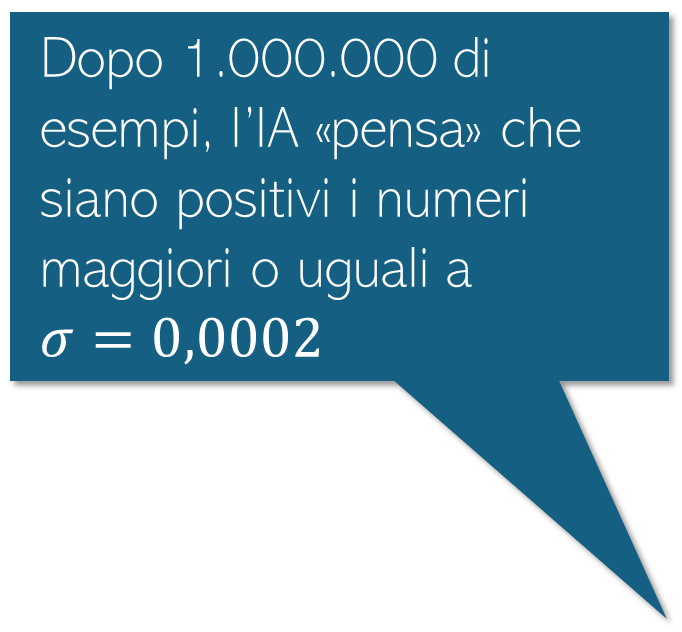 Dopo 1.000.000 di
esempi, l’IA «pensa» che
siano positivi i numeri
maggiori o uguali a
𝜎 = 0,0002